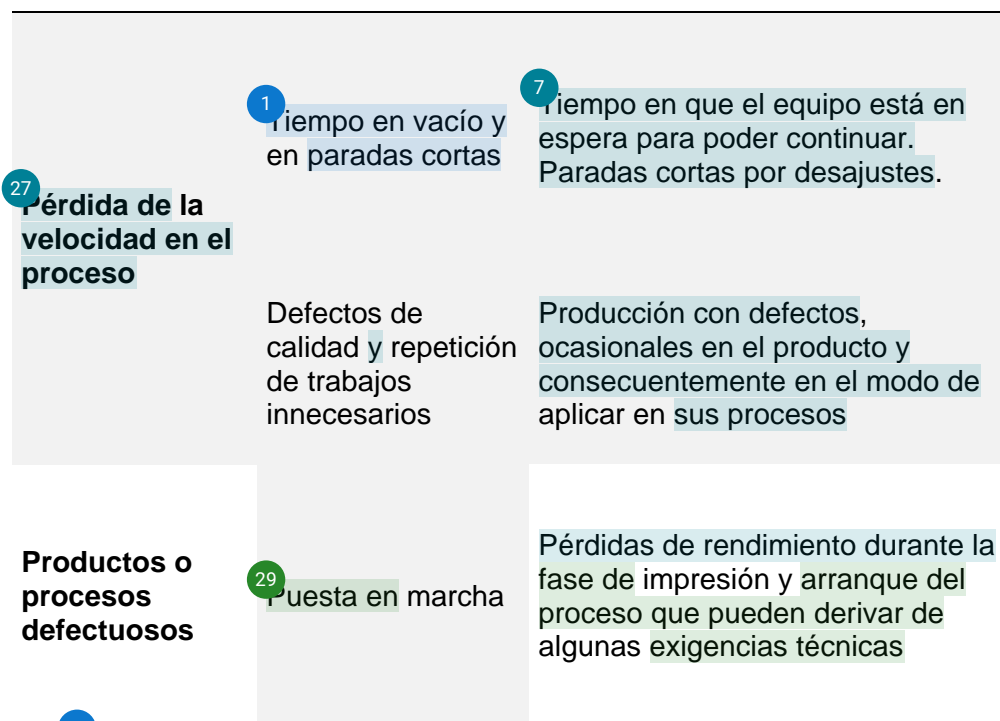 1
Tiempo en vacío y
en paradas cortas
7
Tiempo en que el equipo está en
espera para poder continuar.
Paradas cortas por desajustes.
27
Pérdida de la
velocidad en el
proceso
Defectos de
calidad y repetición
de trabajos
innecesarios
Producción con defectos,
ocasionales en el producto y
consecuentemente en el modo de
aplicar en sus procesos
Productos o
procesos
defectuosos
29
Puesta en marcha
Pérdidas de rendimiento durante la
fase de impresión y arranque del
proceso que pueden derivar de
algunas exigencias técnicas